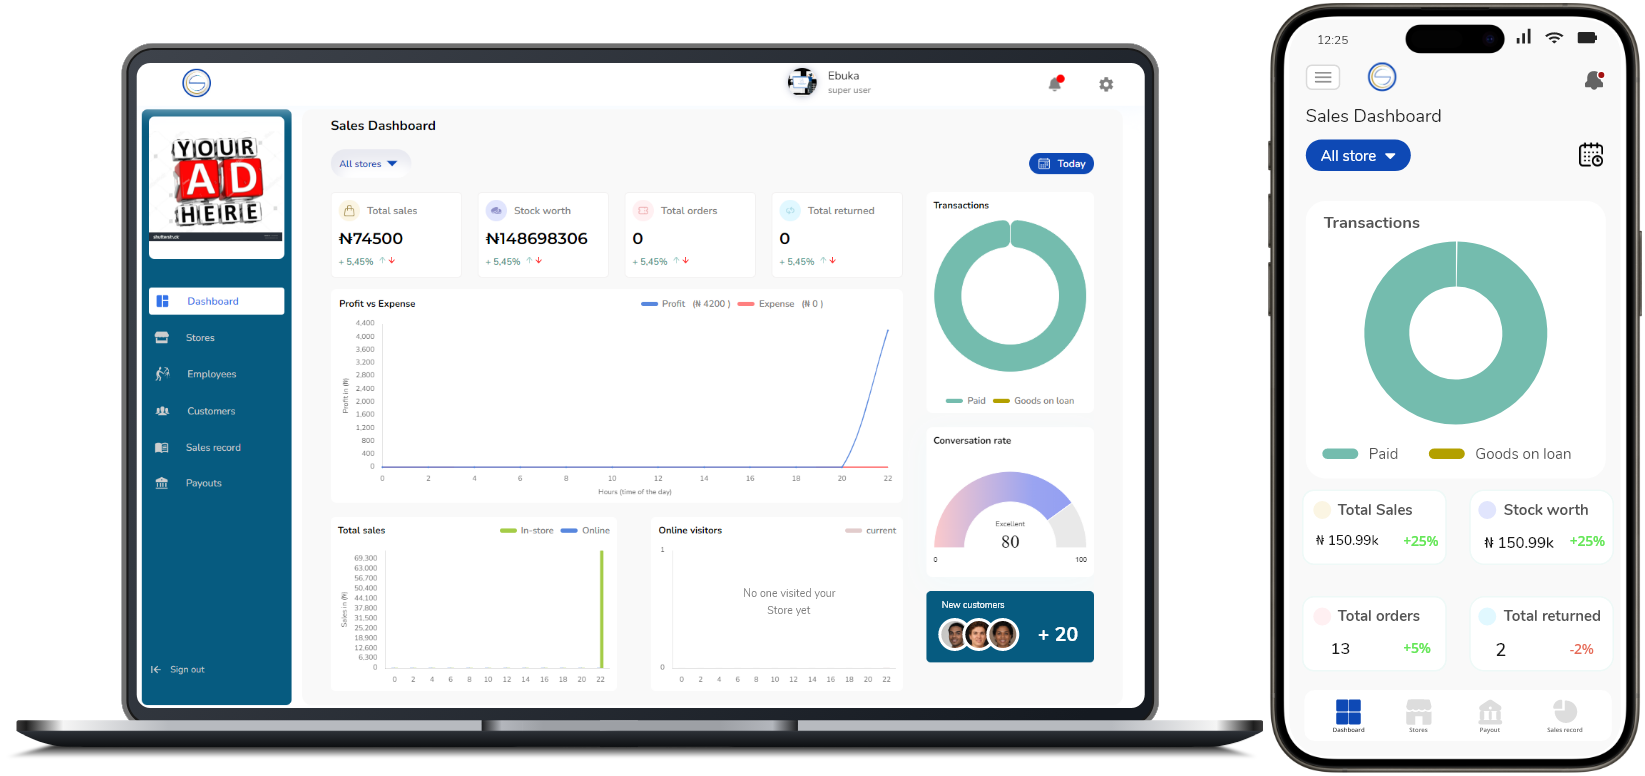 Ebuka
super user
YOUR
AD
HERE
shutterstock
Dashboard
Stores
Employees
Customers
Sales record
Payouts
Sign out
Sales Dashboard
All stores
Today
Total sales
₦74500
+ 5,45%
Stock worth
₦148698306
+ 5,45%
Total orders
0
+ 5,45%
Total returned
0
+ 5,45%
Profit vs Expense
Profit (₦ 4200 )
Expense (₦ 0 )
4,400
4,000
3,600
3,200
2,800
2,400
2,000
1,600
1,200
800
400
0
Profit in (₦)
0 2 4 6 8 10 12 14 16 18 20 22
Hours (time of the day)
Transactions
Paid
Goods on loan
Conversation rate
Excellent
80
0
100
Total sales
In-store
Online
69,300
63,000
56,700
50,400
44,100
37,800
31,500
25,200
18,900
12,600
6,300
0
Sales in (₦)
0 2 4 6 8 10 12 14 16 18 20 22
Online visitors
current
1
No one visited your
Store yet
0
0 2 4 6 8 10 12 14 16 18 20 22
New customers
+ 20
12:25
Sales Dashboard
All store
Transactions
Paid
Goods on loan
Total Sales
₦ 150.99k
+25%
Stock worth
₦ 150.99k
+25%
Total orders
13
+5%
Total returned
2
-2%
Dashboard
Stores
Payout
Sales record